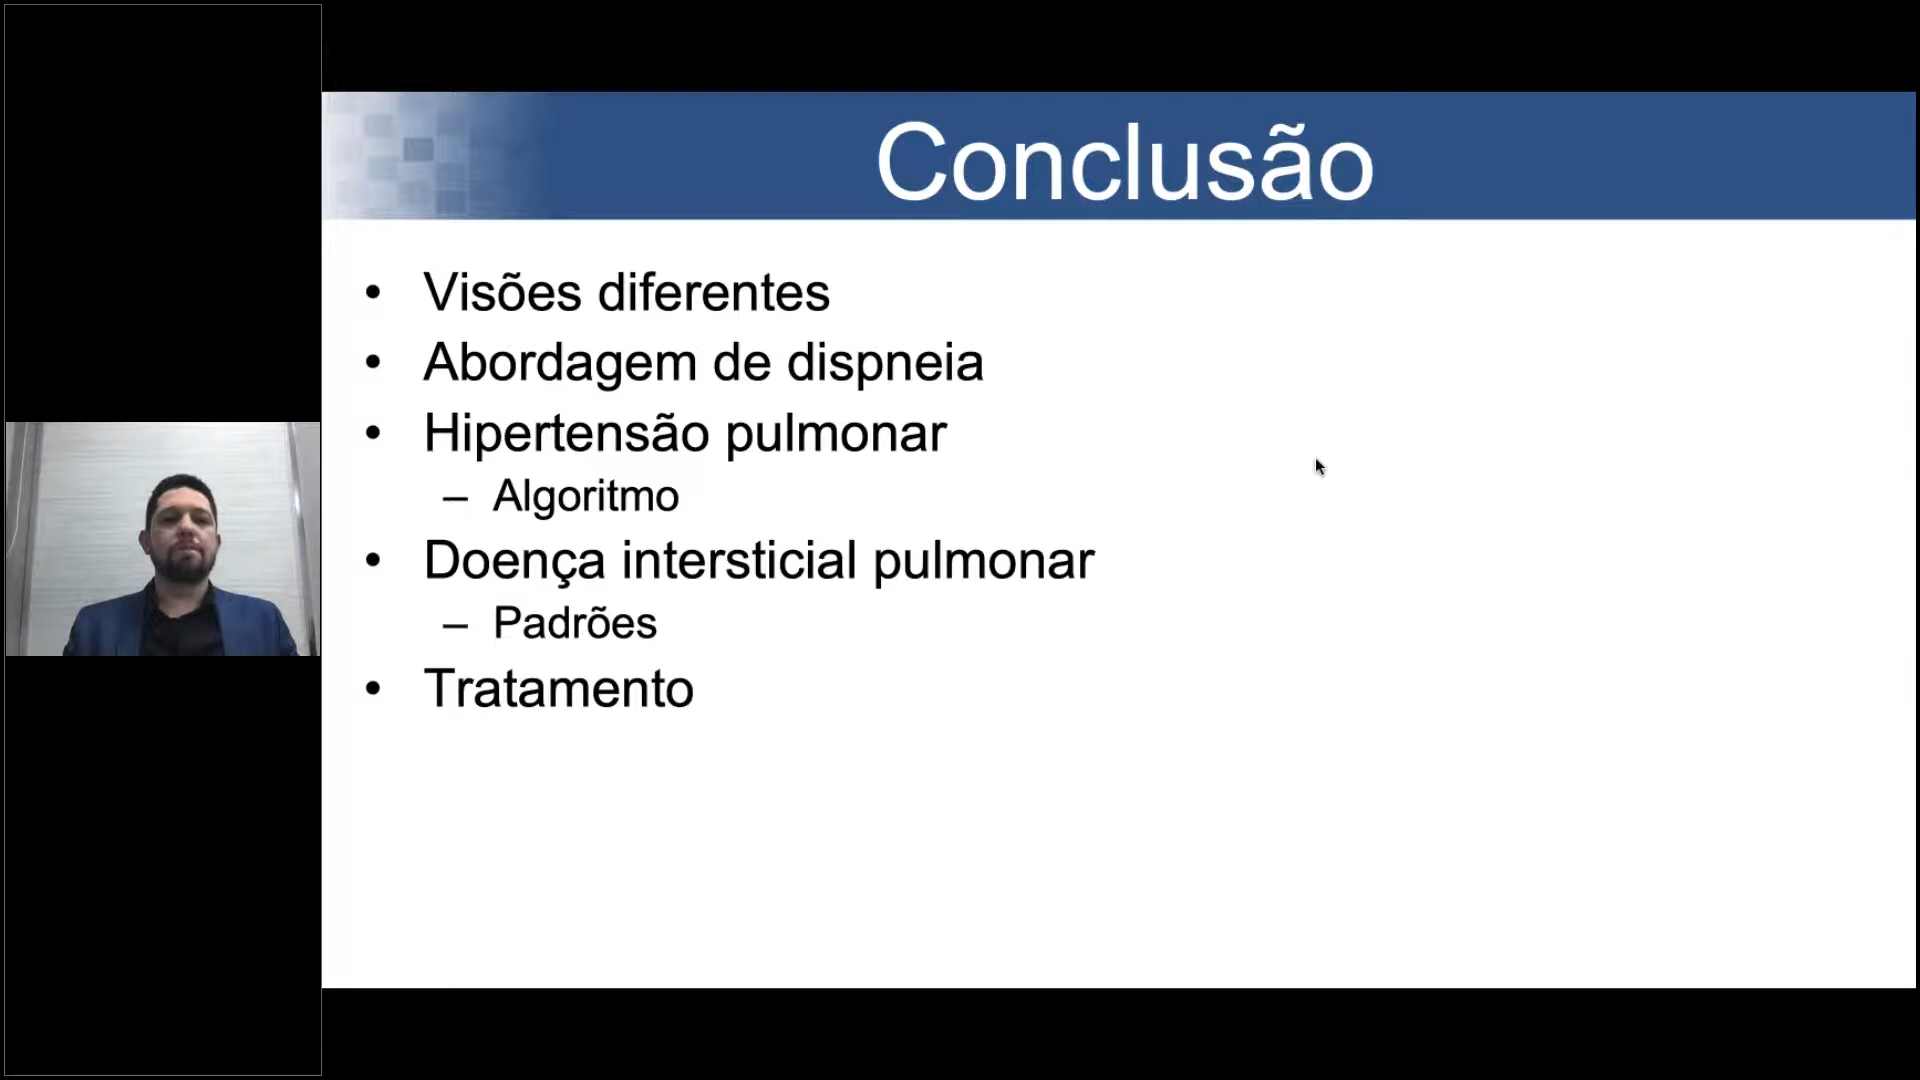 Conclusão
• Visões diferentes
• Abordagem de dispneia
• Hipertensão pulmonar
– Algoritmo
• Doença intersticial pulmonar
– Padrões
• Tratamento